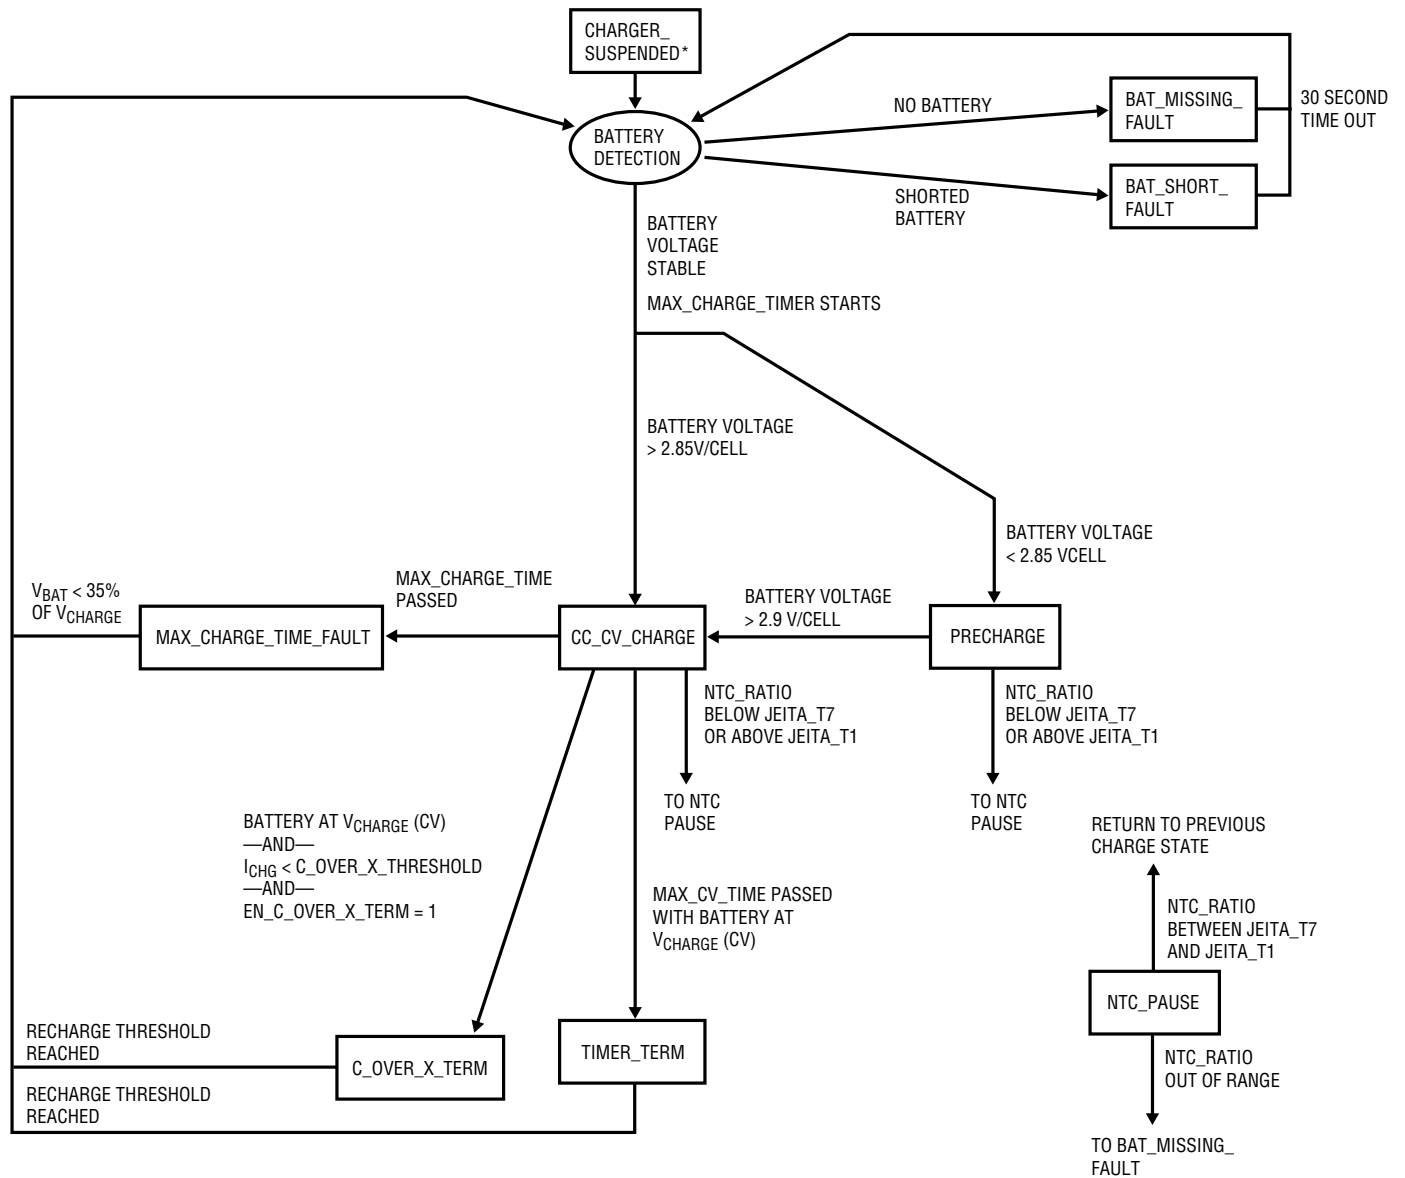 CHARGER_
SUSPENDED*
BATTERY
DETECTION
NO BATTERY
BAT_MISSING_
FAULT
30 SECOND
TIME OUT
SHORTED
BATTERY
BAT_SHORT_
FAULT
BATTERY
VOLTAGE
STABLE
MAX_CHARGE_TIMER STARTS
BATTERY VOLTAGE
> 2.85V/CELL
BATTERY VOLTAGE
< 2.85 VCELL
VBAT < 35%
OF VCHARGE
MAX_CHARGE_TIME_FAULT
MAX_CHARGE_TIME
PASSED
CC_CV_CHARGE
BATTERY VOLTAGE
> 2.9 V/CELL
PRECHARGE
NTC_RATIO
BELOW JEITA_T7
OR ABOVE JEITA_T1
TO NTC
PAUSE
NTC_RATIO
BELOW JEITA_T7
OR ABOVE JEITA_T1
TO NTC
PAUSE
BATTERY AT VCHARGE (CV)
—AND—
ICHG < C_OVER_X_THRESHOLD
—AND—
EN_C_OVER_X_TERM = 1
MAX_CV_TIME PASSED
WITH BATTERY AT
VCHARGE (CV)
RETURN TO PREVIOUS
CHARGE STATE
NTC_RATIO
BETWEEN JEITA_T7
AND JEITA_T1
NTC_PAUSE
NTC_RATIO
OUT OF RANGE
TO BAT_MISSING_
FAULT
RECHARGE THRESHOLD
REACHED
C_OVER_X_TERM
TIMER_TERM
RECHARGE THRESHOLD
REACHED